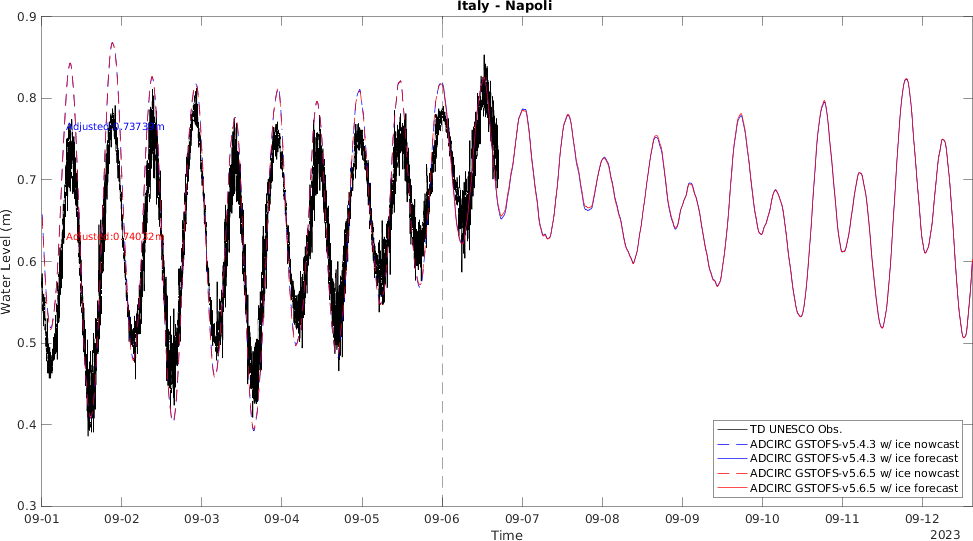 Italy - Napoli
0.9
0.8
0.7
0.6
0.5
0.4
0.3
Water Level (m)
TD UNESCO Obs.
ADCIRC GSTOFS-v5.4.3 w/ ice nowcast
ADCIRC GSTOFS-v5.4.3 w/ ice forecast
ADCIRC GSTOFS-v5.6.5 w/ ice nowcast
ADCIRC GSTOFS-v5.6.5 w/ ice forecast
09-01 09-02 09-03 09-04 09-05 09-06 09-07 09-08 09-09 09-10 09-11 09-12
Time
2023